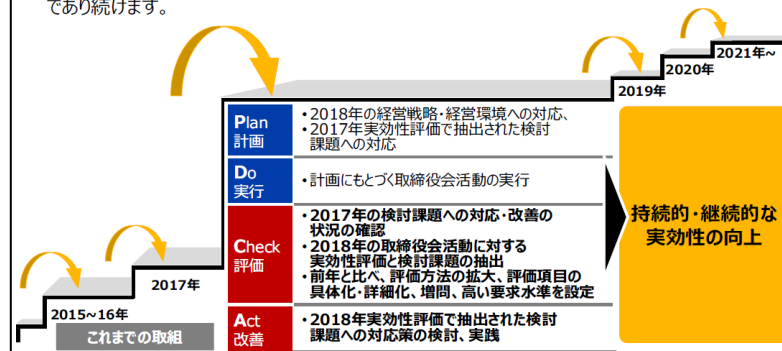 であり続けます。
2021年~
2020年
2019年
Plan
計画
・2018年の経営戦略・経営環境への対応、
・2017年実効性評価で抽出された検討
課題への対応
Do
実行
・計画にもとづく取締役会活動の実行
Check
評価
・2017年の検討課題への対応・改善の
状況の確認
・2018年の取締役会活動に対する
実効性評価と検討課題の抽出
・前年と比べ、評価方法の拡大、評価項目の
具体化・詳細化、増問、高い要求水準を設定
Act
改善
・2018年実効性評価で抽出された検討
課題への対応策の検討、実践
持続的・継続的な
実効性の向上
2017年
2015~16年
これまでの取組